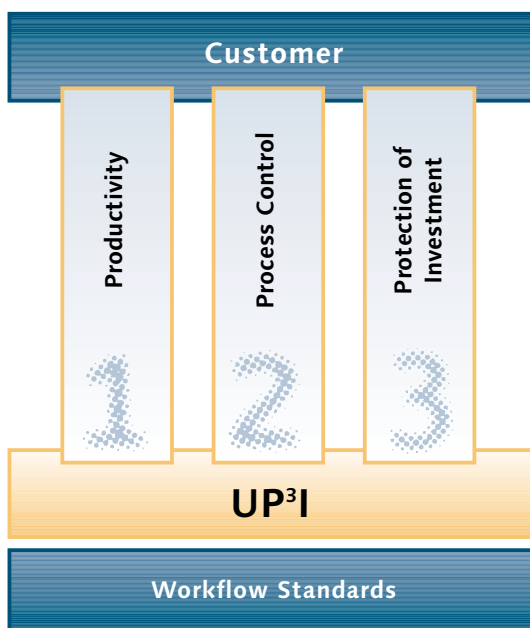 Customer
Productivity
Process Control
Protection of
Investment
1
2
3
UP³I
Workflow Standards